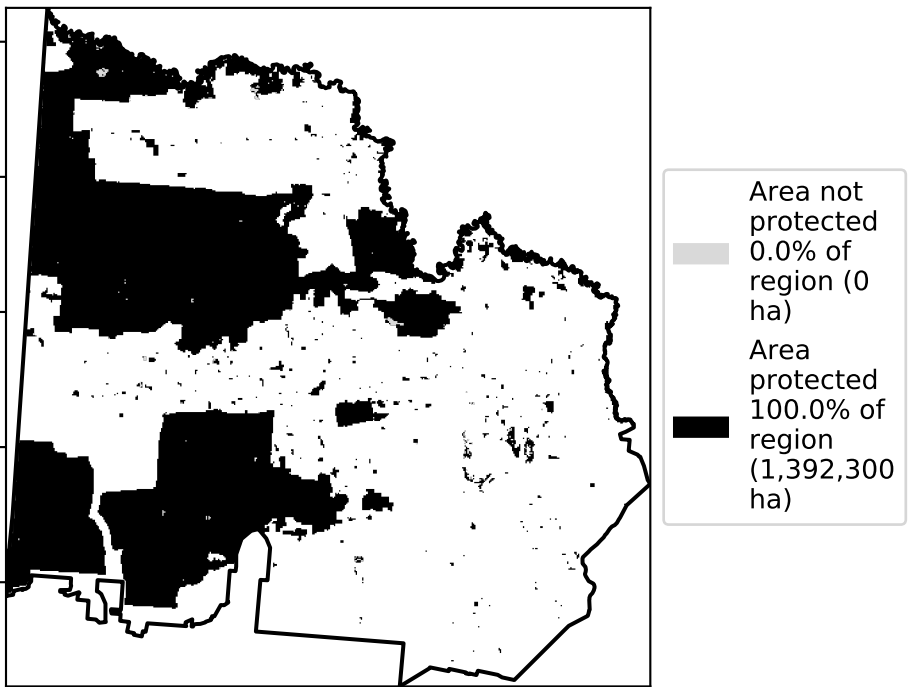 Area not
protected
0.0% of
region (0
ha)
Area
protected
100.0% of
region
(1,392,300
ha)